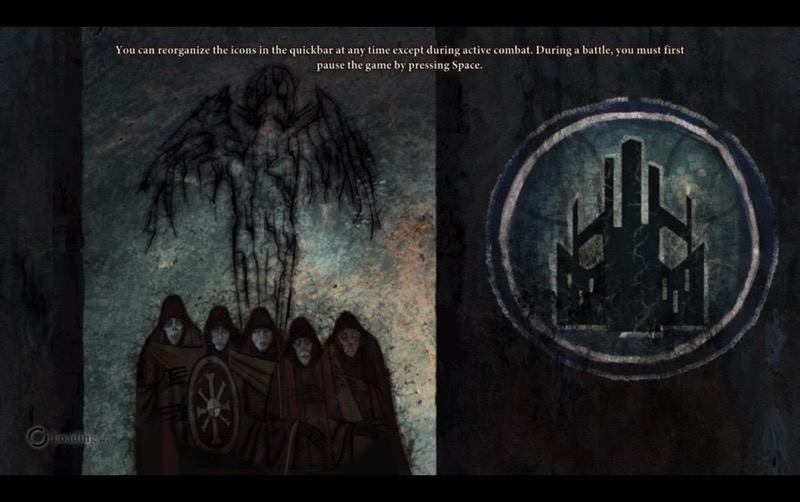 You can reorganize the icons in the quickbar at any time except during active combat. During a battle, you must first
pause the game by pressing Space.
Loading...